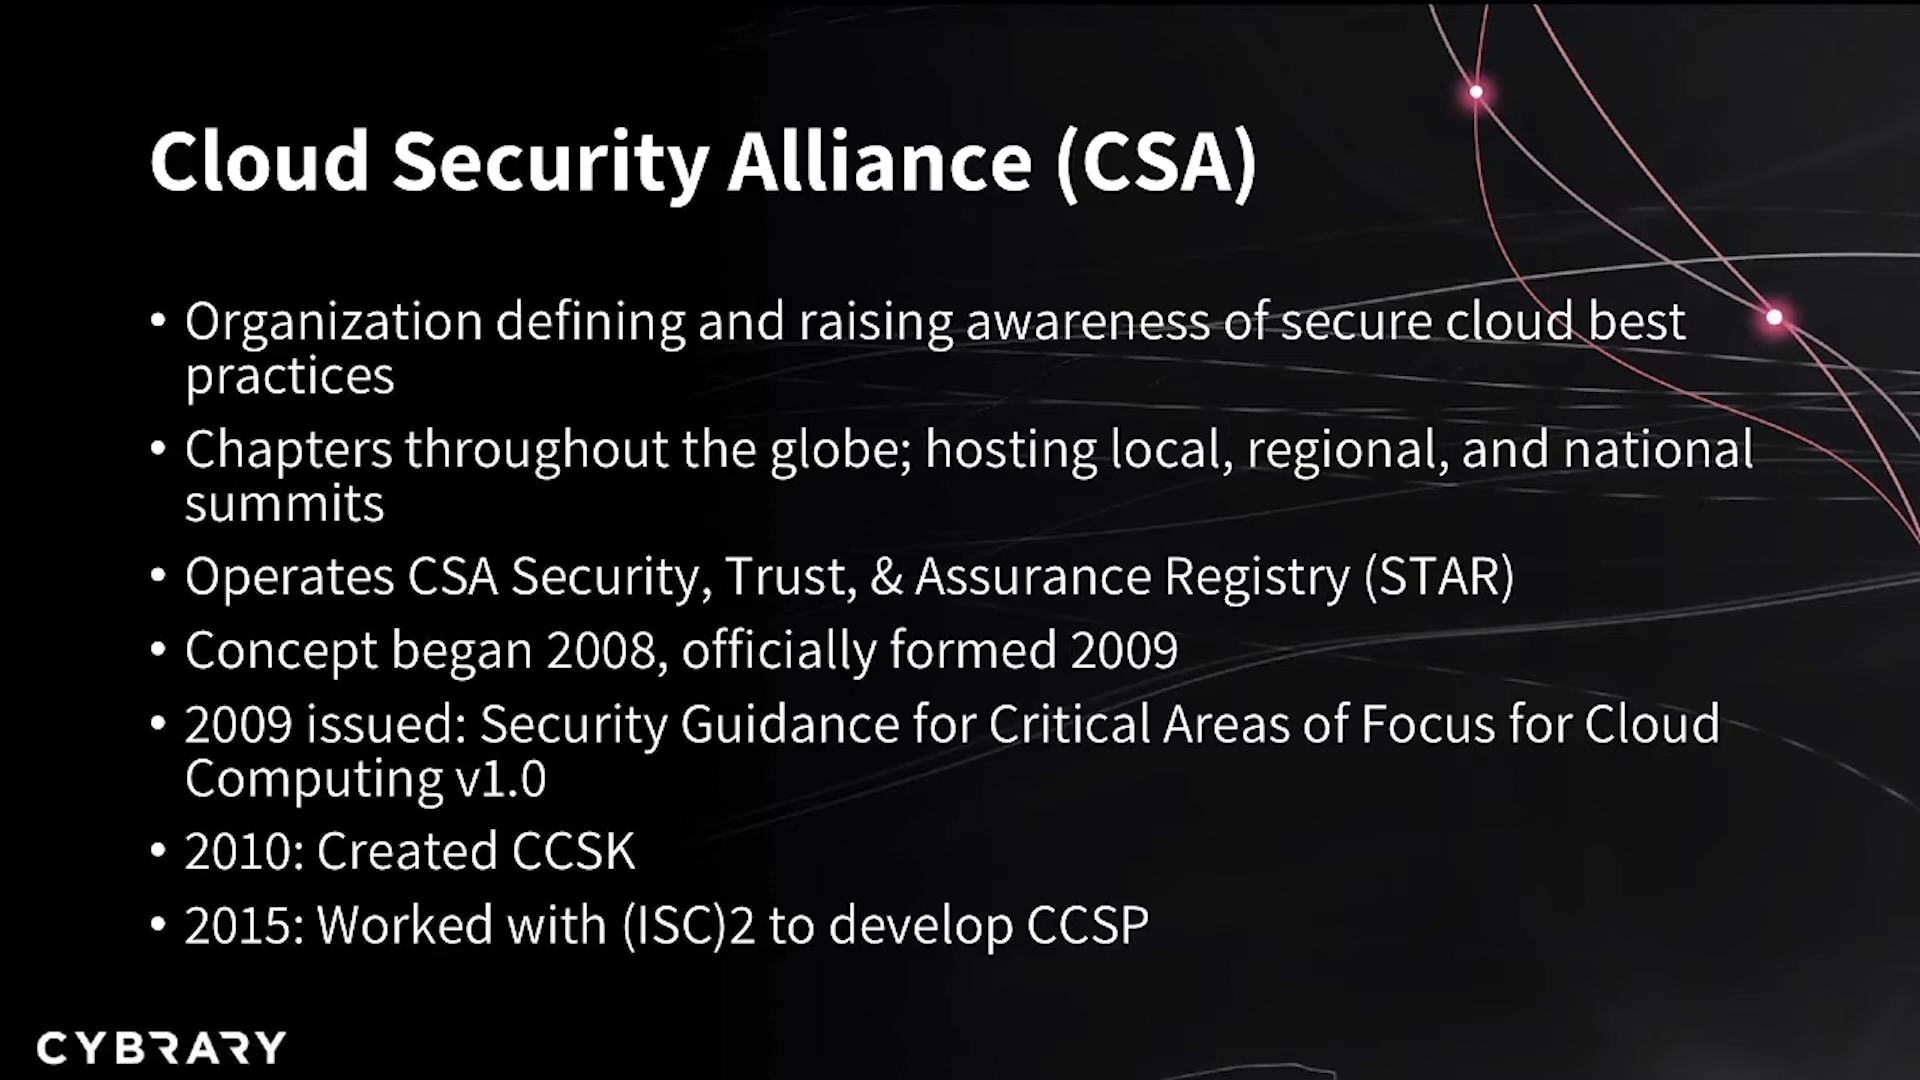 Cloud Security Alliance (CSA)
• Organization defining and raising awareness of secure cloud best
practices
• Chapters throughout the globe; hosting local, regional, and national
summits
• Operates CSA Security, Trust, & Assurance Registry (STAR)
• Concept began 2008, officially formed 2009
• 2009 issued: Security Guidance for Critical Areas of Focus for Cloud
Computing v1.0
• 2010: Created CCSK
• 2015: Worked with (ISC)2 to develop CCSP
CYBRARY